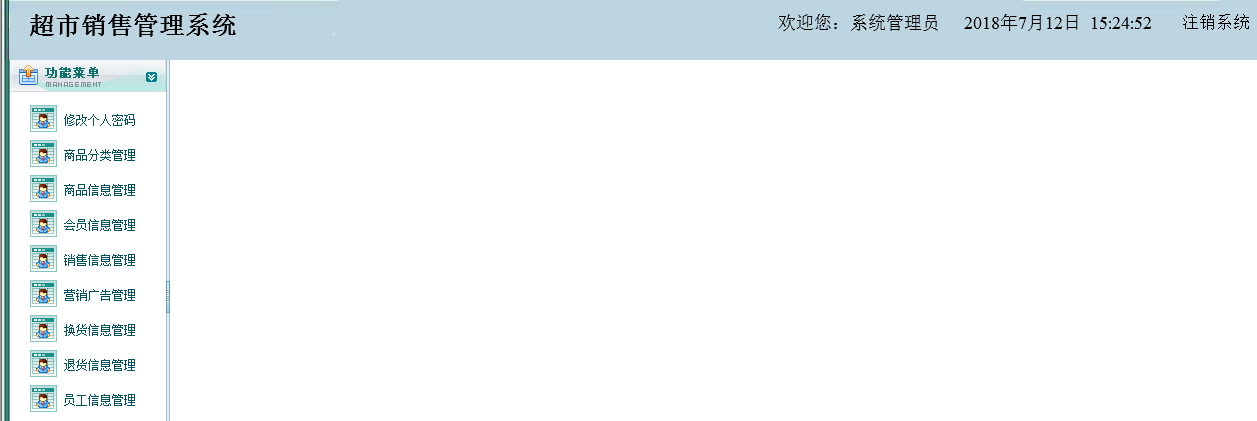 超市销售管理系统
欢迎您：系统管理员 2018年7月12日 15:24:52 注销系统
功能菜单
MANAGEMENT
修改个人密码
商品分类管理
商品信息管理
会员信息管理
销售信息管理
营销广告管理
换货信息管理
退货信息管理
员工信息管理